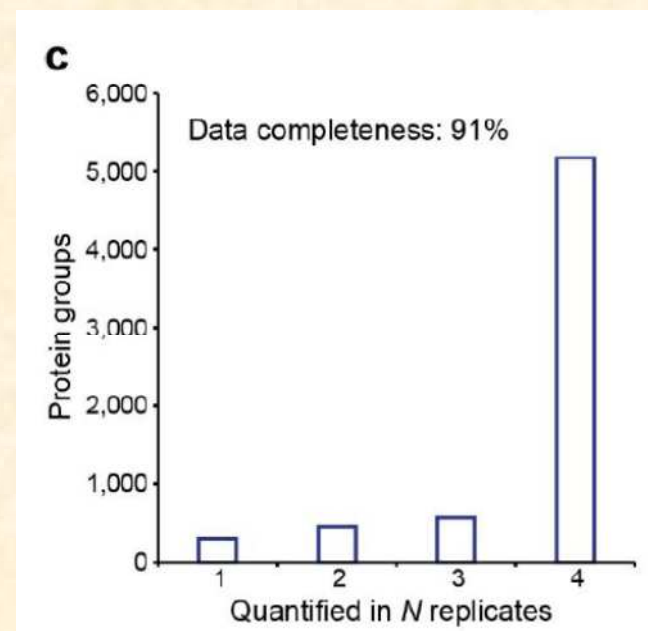 c
6,000
Data completeness: 91%
5,000
4,000
3,000
2,000
1,000
0
Protein groups
1 2 3 4
Quantified in N replicates